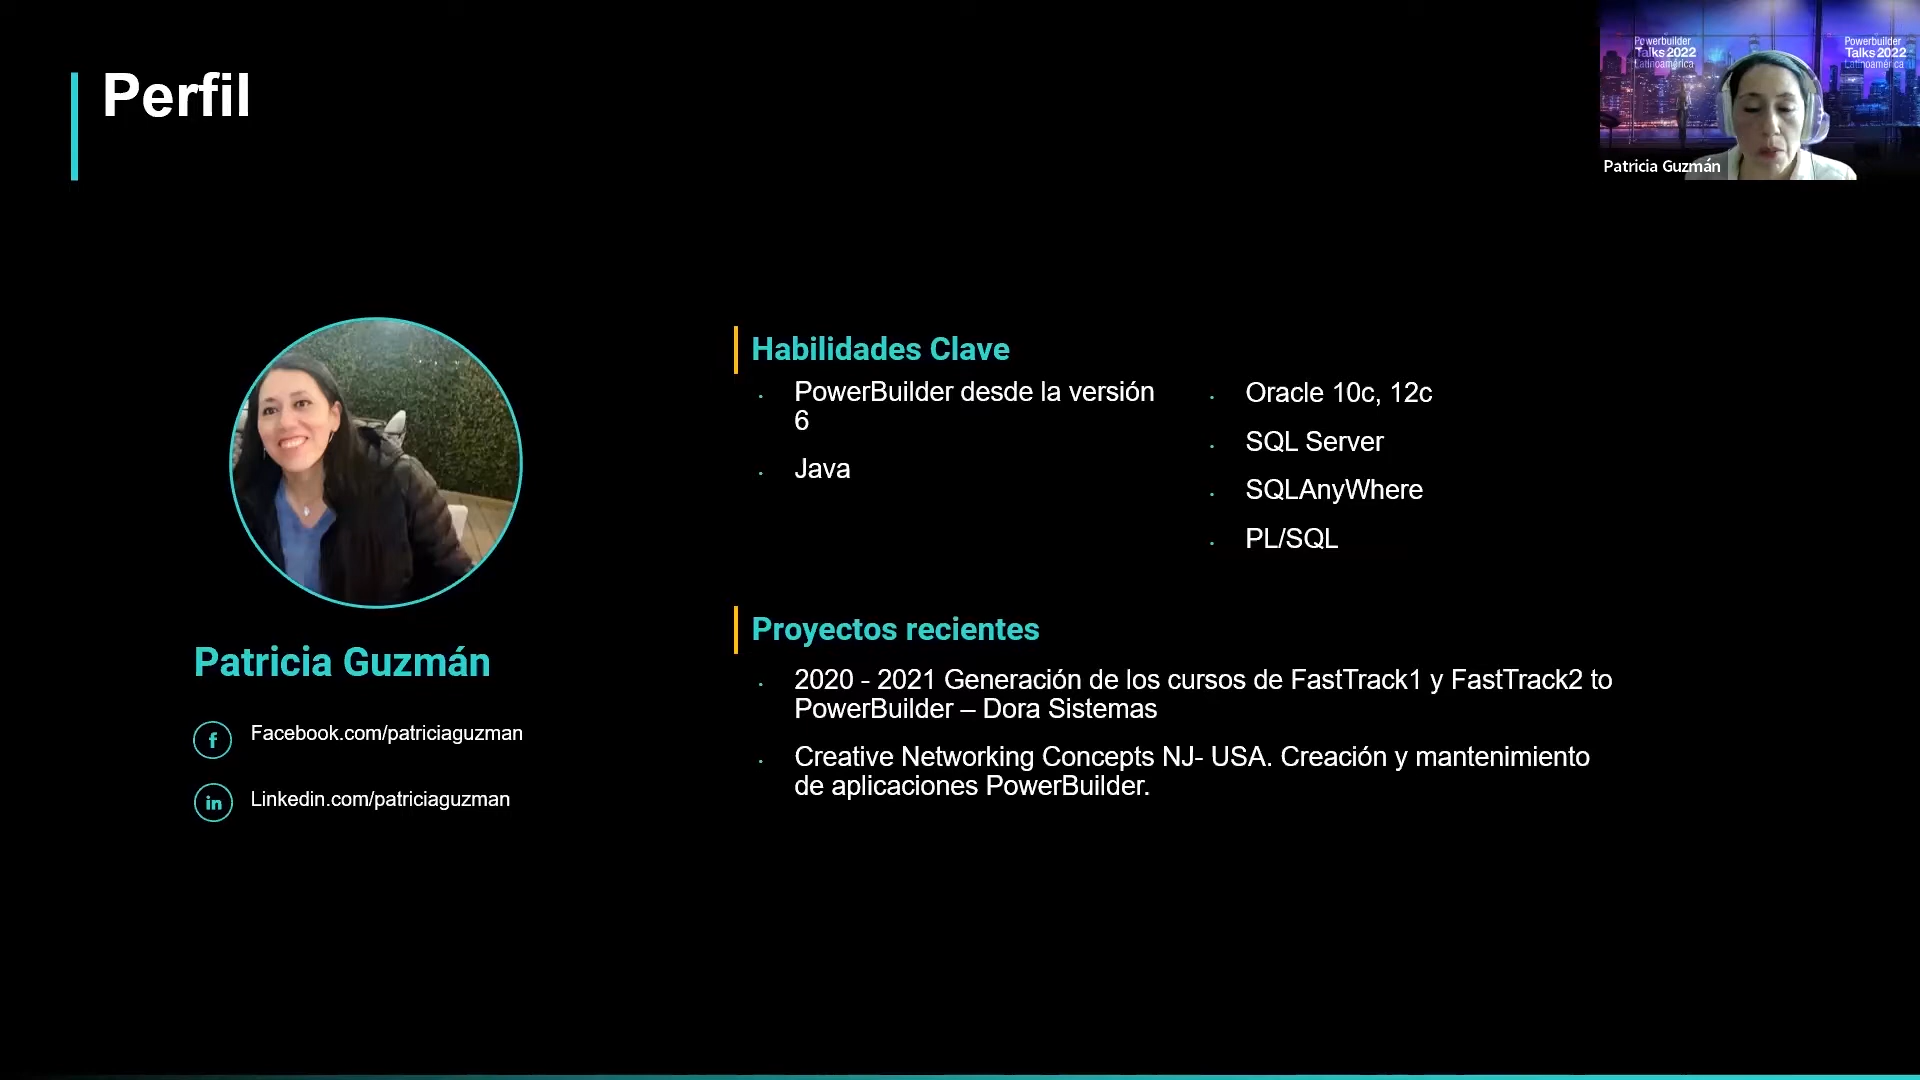 Perfil
Powerbuilder
Talks 2022
Latinoamérica
Powerbuilder
Talks 2022
Latinoamérica
Patricia Guzmán
Habilidades Clave
PowerBuilder desde la versión
6
Java
Oracle 10c, 12c
SQL Server
SQLAnyWhere
PL/SQL
Patricia Guzmán
f Facebook.com/patriciaguzman
in Linkedin.com/patriciaguzman
Proyectos recientes
2020 - 2021 Generación de los cursos de FastTrack1 y FastTrack2 to
PowerBuilder – Dora Sistemas
Creative Networking Concepts NJ- USA. Creación y mantenimiento
de aplicaciones PowerBuilder.